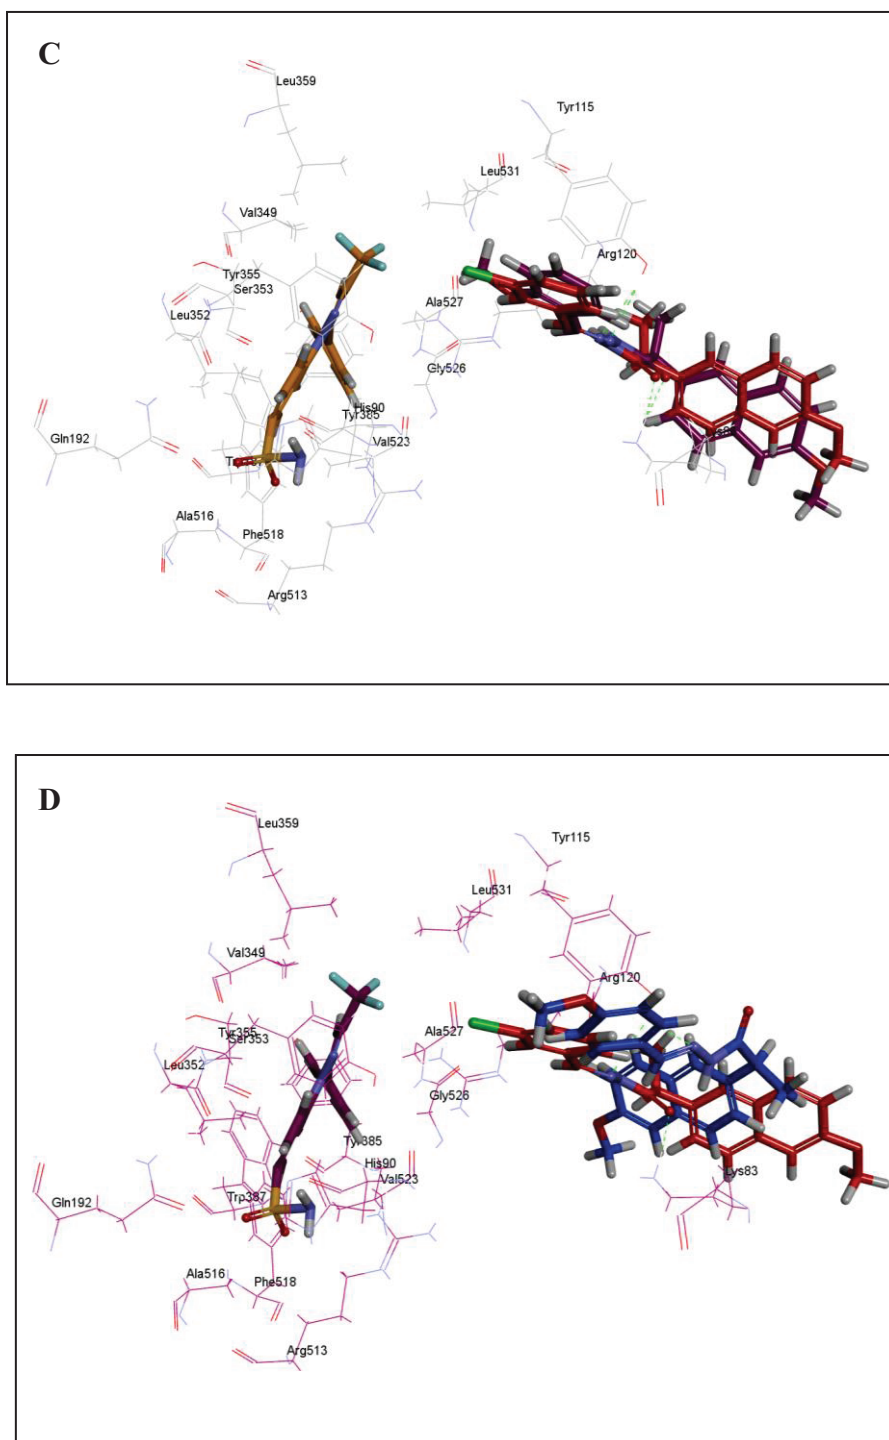 C
Leu359
Tyr115
Leu531
Val349
Arg120
Tyr355
Ser353
Ala527
Leu352
Gly526
His90
Tyr385
Gln192
Val523
Ala516
Phe518
Arg513
D
Leu359
Tyr115
Leu531
Val349
Arg120
Tyr355
Ser353
Ala527
Leu352
Gly526
Tyr385
His90
Val523
Lys83
Gln192
Trp387
Ala516
Phe518
Arg513